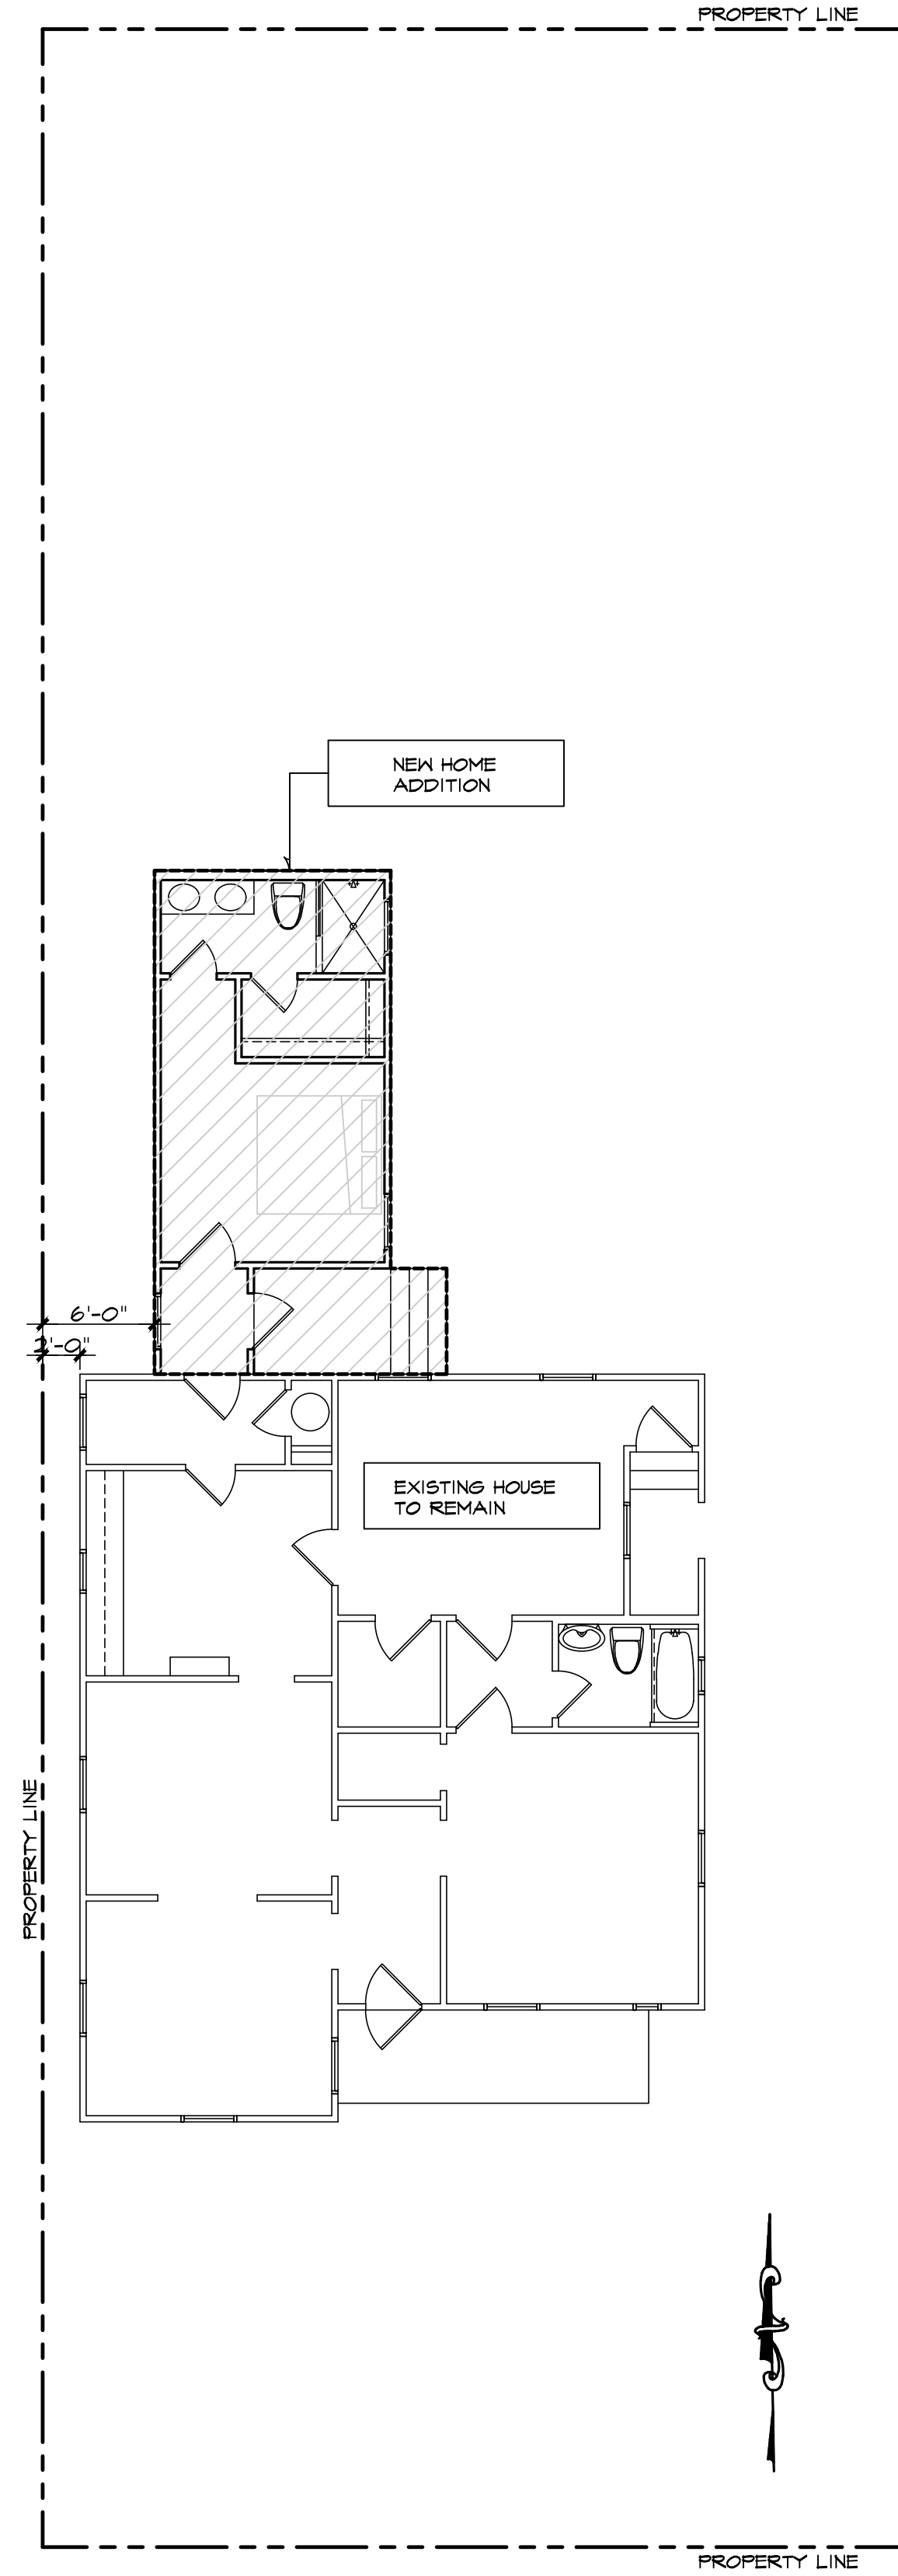 PROPERTY LINE
NEW HOME
ADDITION
6'-0"
2'-0"
EXISTING HOUSE
TO REMAIN
PROPERTY LINE
PROPERTY LINE